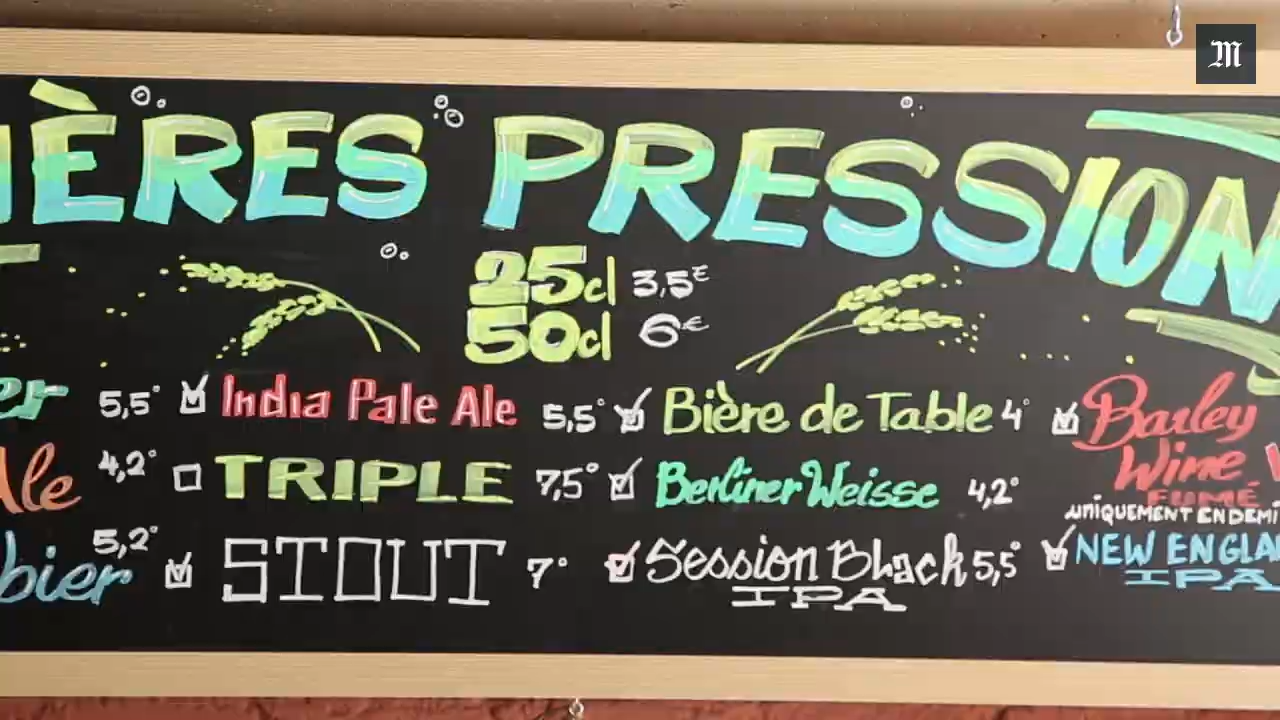 ÈRES PRESSION
25cl 3,5€
50cl 6€
er 5,5° India Pale Ale 5,5° Bière de Table 4° Barley Wine FUMÉ
UNIQUEMENT EN DEMI
Ale 4,2° TRIPLE 7,5° Berliner Weisse 4,2°
bier 5,2° STOUT 7° Session Black IPA 5,5° NEW ENGLA IPA
M